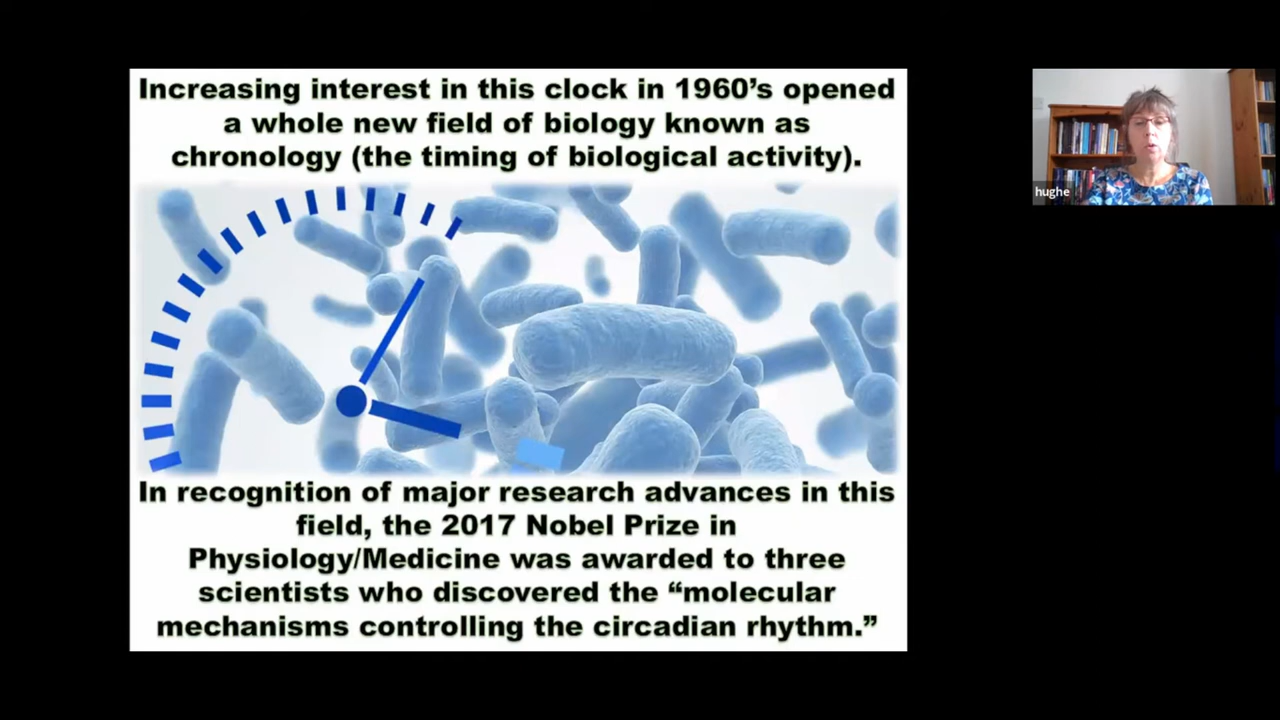 Increasing interest in this clock in 1960’s opened
a whole new field of biology known as
chronology (the timing of biological activity).
hughe
In recognition of major research advances in this
field, the 2017 Nobel Prize in
Physiology/Medicine was awarded to three
scientists who discovered the “molecular
mechanisms controlling the circadian rhythm.”